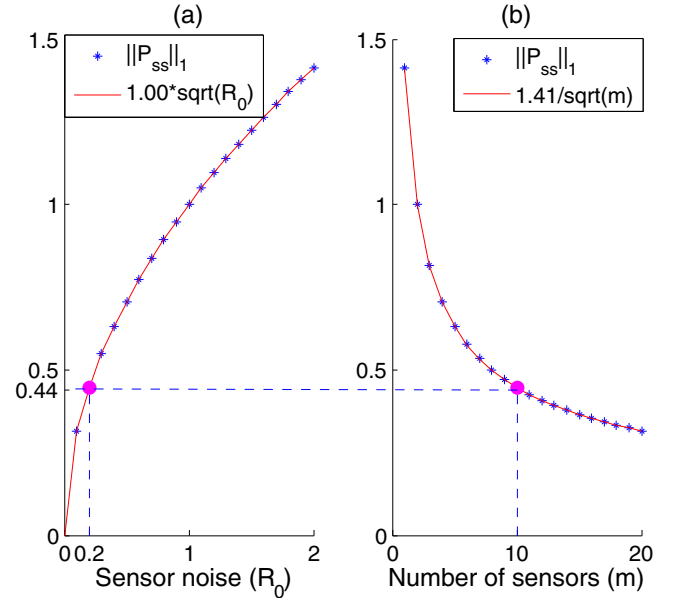 (a)
||P_ss||_1
1.00*sqrt(R_0)
1.5
1
0.5
0.44
0
0 0.2 1 2
Sensor noise (R_0)
(b)
||P_ss||_1
1.41/sqrt(m)
1.5
1
0.5
0
0 10 20
Number of sensors (m)